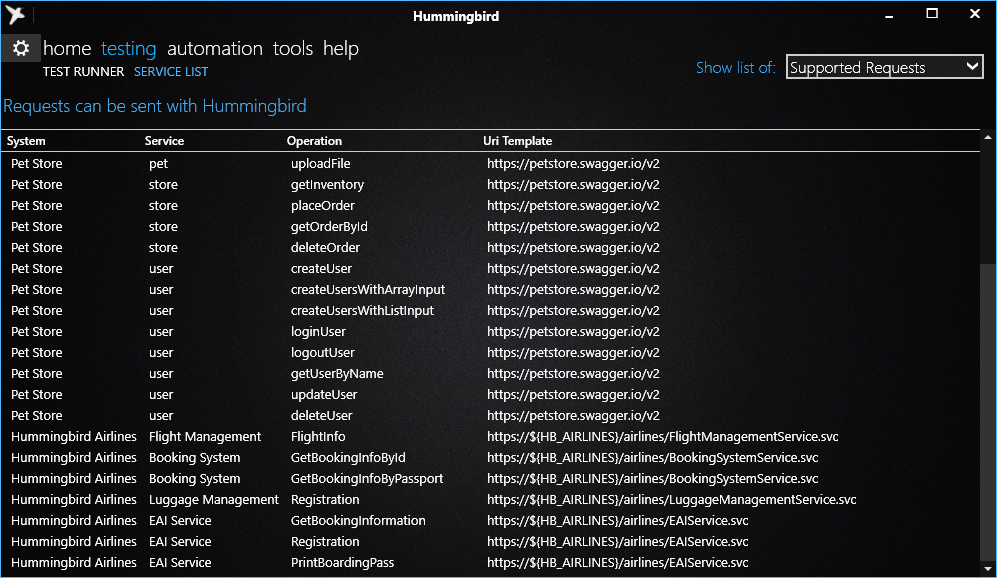 Hummingbird
home testing automation tools help
TEST RUNNER SERVICE LIST
Show list of: Supported Requests
Requests can be sent with Hummingbird
System Service Operation Uri Template
Pet Store pet uploadFile https://petstore.swagger.io/v2
Pet Store store getInventory https://petstore.swagger.io/v2
Pet Store store placeOrder https://petstore.swagger.io/v2
Pet Store store getOrderById https://petstore.swagger.io/v2
Pet Store store deleteOrder https://petstore.swagger.io/v2
Pet Store user createUser https://petstore.swagger.io/v2
Pet Store user createUsersWithArrayInput https://petstore.swagger.io/v2
Pet Store user createUsersWithListInput https://petstore.swagger.io/v2
Pet Store user loginUser https://petstore.swagger.io/v2
Pet Store user logoutUser https://petstore.swagger.io/v2
Pet Store user getUserByName https://petstore.swagger.io/v2
Pet Store user updateUser https://petstore.swagger.io/v2
Pet Store user deleteUser https://petstore.swagger.io/v2
Hummingbird Airlines Flight Management FlightInfo https://${HB_AIRLINES}/airlines/FlightManagementService.svc
Hummingbird Airlines Booking System GetBookingInfoById https://${HB_AIRLINES}/airlines/BookingSystemService.svc
Hummingbird Airlines Booking System GetBookingInfoByPassport https://${HB_AIRLINES}/airlines/BookingSystemService.svc
Hummingbird Airlines Luggage Management Registration https://${HB_AIRLINES}/airlines/LuggageManagementService.svc
Hummingbird Airlines EAI Service GetBookingInformation https://${HB_AIRLINES}/airlines/EAIService.svc
Hummingbird Airlines EAI Service Registration https://${HB_AIRLINES}/airlines/EAIService.svc
Hummingbird Airlines EAI Service PrintBoardingPass https://${HB_AIRLINES}/airlines/EAIService.svc